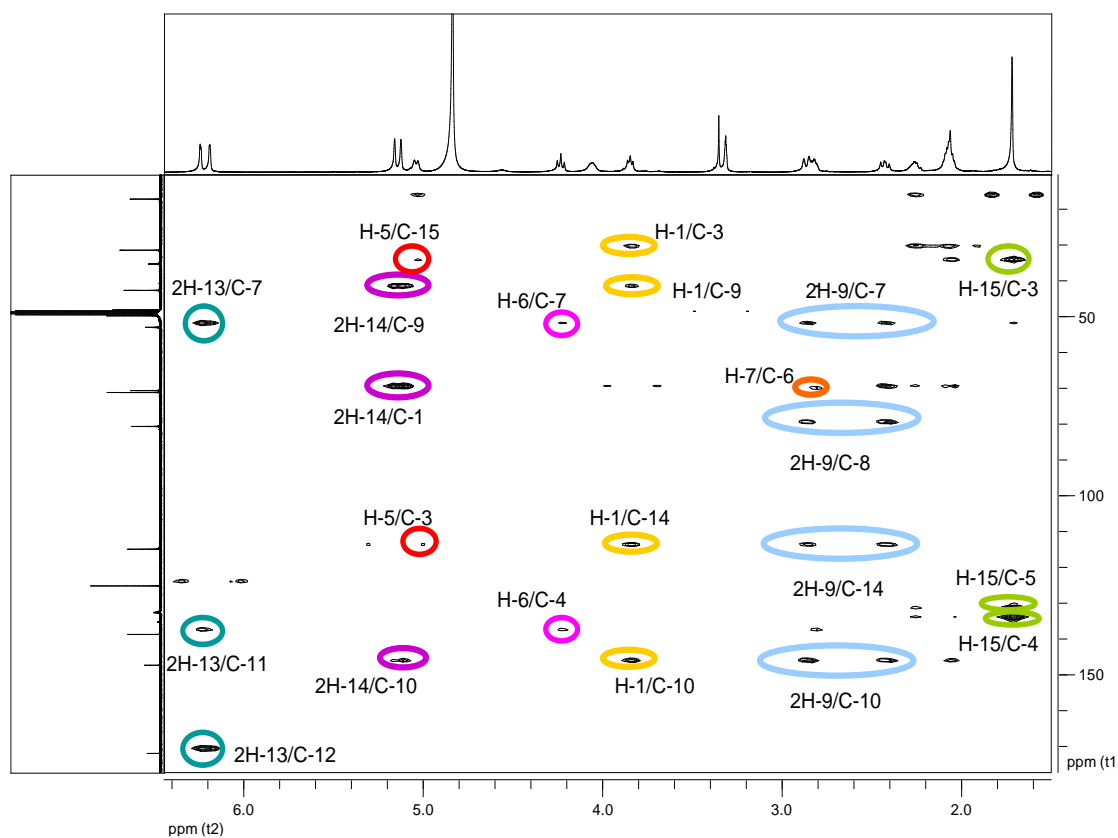 H-5/C-15
H-1/C-3
2H-13/C-7
2H-14/C-9
H-6/C-7
H-1/C-9
2H-9/C-7
H-15/C-3
50
H-7/C-6
2H-14/C-1
2H-9/C-8
100
H-5/C-3
H-1/C-14
H-6/C-4
2H-9/C-14
H-15/C-5
H-15/C-4
2H-13/C-11
2H-14/C-10
H-1/C-10
2H-9/C-10
150
2H-13/C-12
ppm (t1
6.0
5.0
4.0
3.0
2.0
ppm (t2)